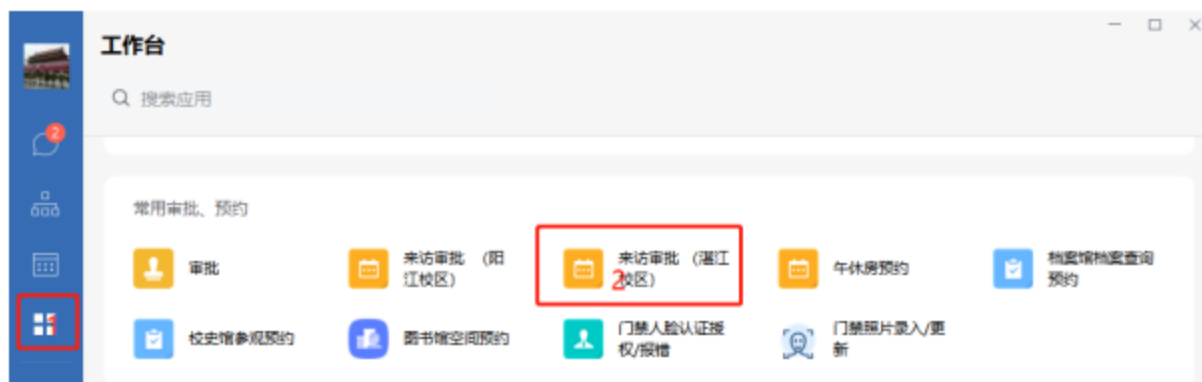 工作台
2
搜索应用
常用审批、预约
审批
来访审批 （阳
江校区）
来访审批 （湛江
2校区）
午休房预约
档案馆档案查询
预约
1
校史馆参观预约
图书馆空间预约
门禁人脸认证授
权/报错
门禁照片录入/更
新